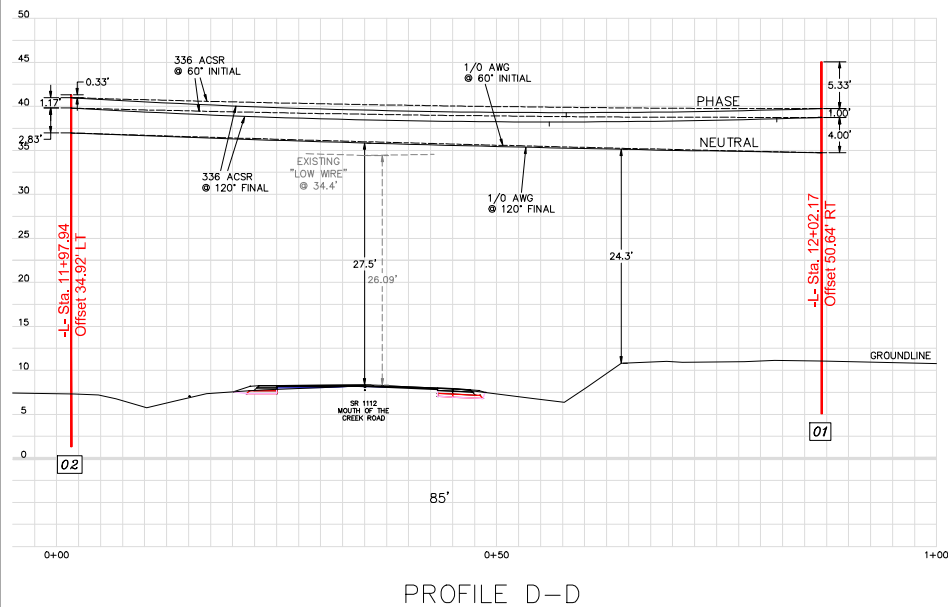 50
45
40
35
30
25
20
15
10
5
0
0.33'
1.17'
2.83'
336 ACSR
@ 60° INITIAL
1/0 AWG
@ 60° INITIAL
PHASE
NEUTRAL
5.33'
1.00'
4.00'
EXISTING
"LOW WIRE"
@ 34.4'
336 ACSR
@ 120° FINAL
1/0 AWG
@ 120° FINAL
-L- Sta. 11+97.94
Offset 34.92' LT
27.5'
26.09'
24.3'
-L- Sta. 12+02.17
Offset 50.64' RT
GROUNDLINE
SR 1112
MOUTH OF THE
CREEK ROAD
02
01
85'
0+00
0+50
1+00
PROFILE D-D